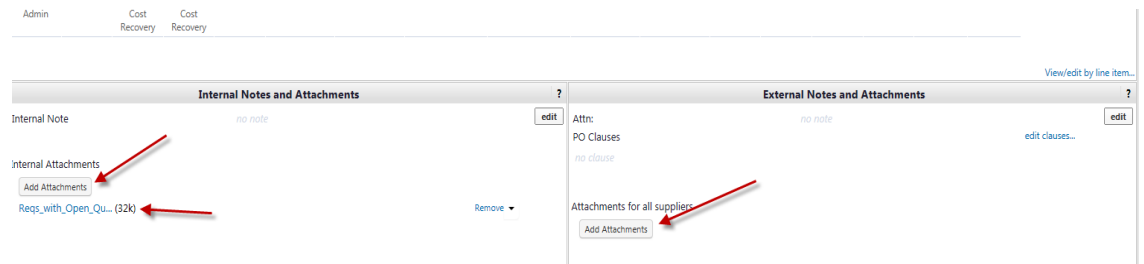 Admin Cost Cost
Recovery Recovery
View/edit by line item...
Internal Notes and Attachments ?
Internal Note no note edit
Internal Attachments
Add Attachments
Reqs_with_Open_Qu... (32k) Remove
External Notes and Attachments ?
Attn: no note edit
PO Clauses edit clauses...
no clause
Attachments for all suppliers
Add Attachments